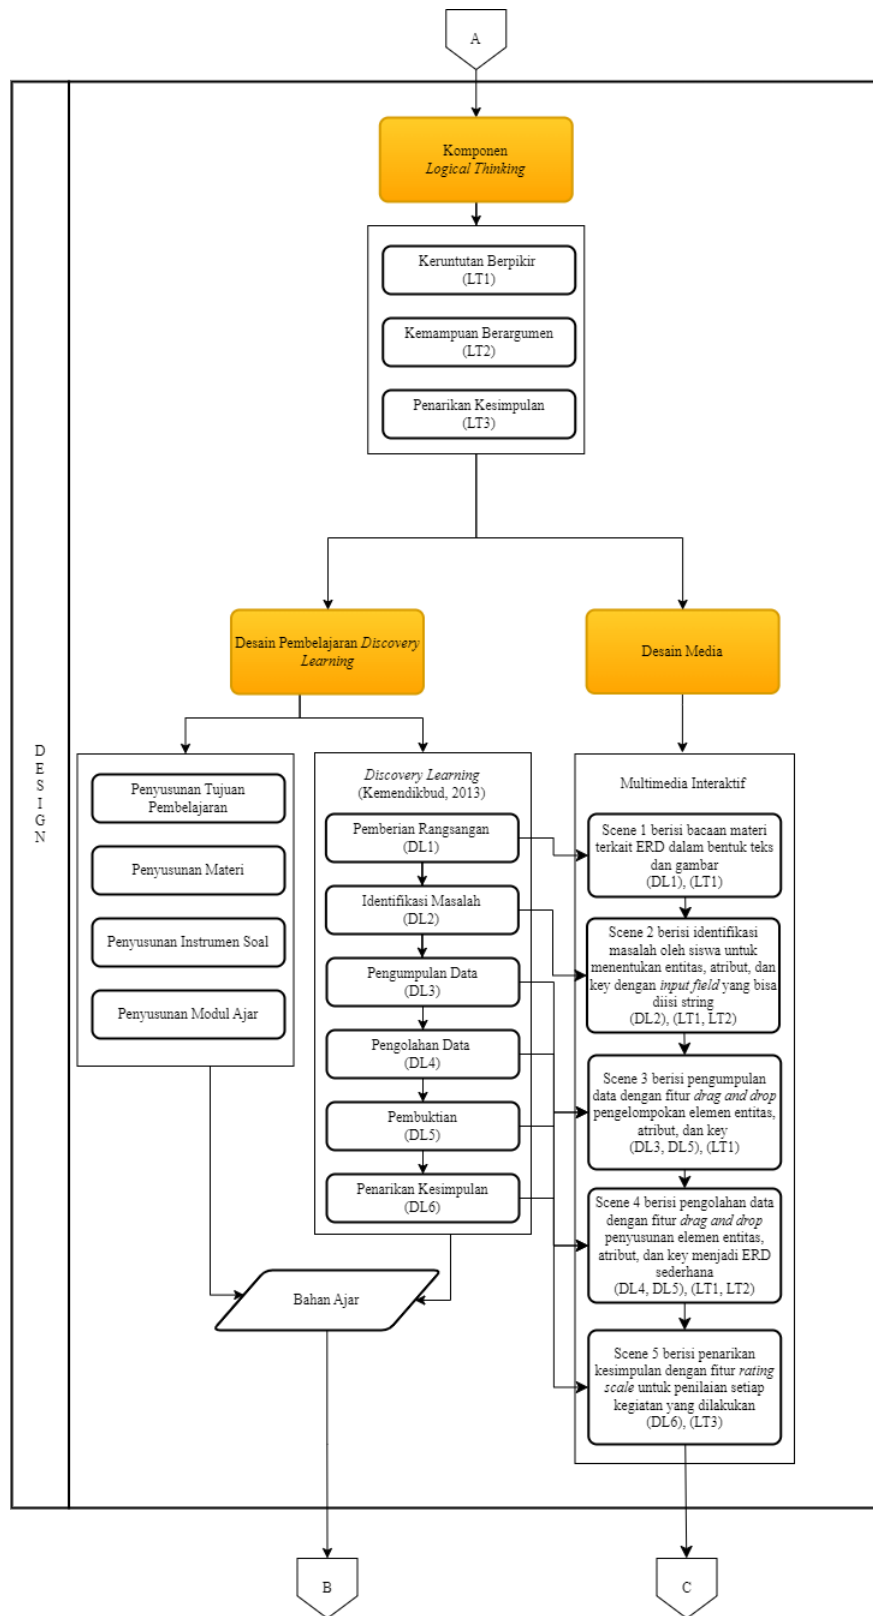 A
Komponen
Logical Thinking
Keruntutan Berpikir
(LT1)
Kemampuan Berargumen
(LT2)
Penarikan Kesimpulan
(LT3)
Desain Pembelajaran Discovery
Learning
Desain Media
D
E
S
I
G
N
Penyusunan Tujuan
Pembelajaran
Penyusunan Materi
Penyusunan Instrumen Soal
Penyusunan Modul Ajar
Discovery Learning
(Kemendikbud, 2013)
Pemberian Rangsangan
(DL1)
Identifikasi Masalah
(DL2)
Pengumpulan Data
(DL3)
Pengolahan Data
(DL4)
Pembuktian
(DL5)
Penarikan Kesimpulan
(DL6)
Multimedia Interaktif
Scene 1 berisi bacaan materi
terkait ERD dalam bentuk teks
dan gambar
(DL1), (LT1)
Scene 2 berisi identifikasi
masalah oleh siswa untuk
menentukan entitas, atribut, dan
key dengan input field yang bisa
diisi string
(DL2), (LT1, LT2)
Scene 3 berisi pengumpulan
data dengan fitur drag and drop
pengelompokan elemen entitas,
atribut, dan key
(DL3, DL5), (LT1)
Scene 4 berisi pengolahan data
dengan fitur drag and drop
penyusunan elemen entitas,
atribut, dan key menjadi ERD
sederhana
(DL4, DL5), (LT1, LT2)
Scene 5 berisi penarikan
kesimpulan dengan fitur rating
scale untuk penilaian setiap
kegiatan yang dilakukan
(DL6), (LT3)
Bahan Ajar
B
C